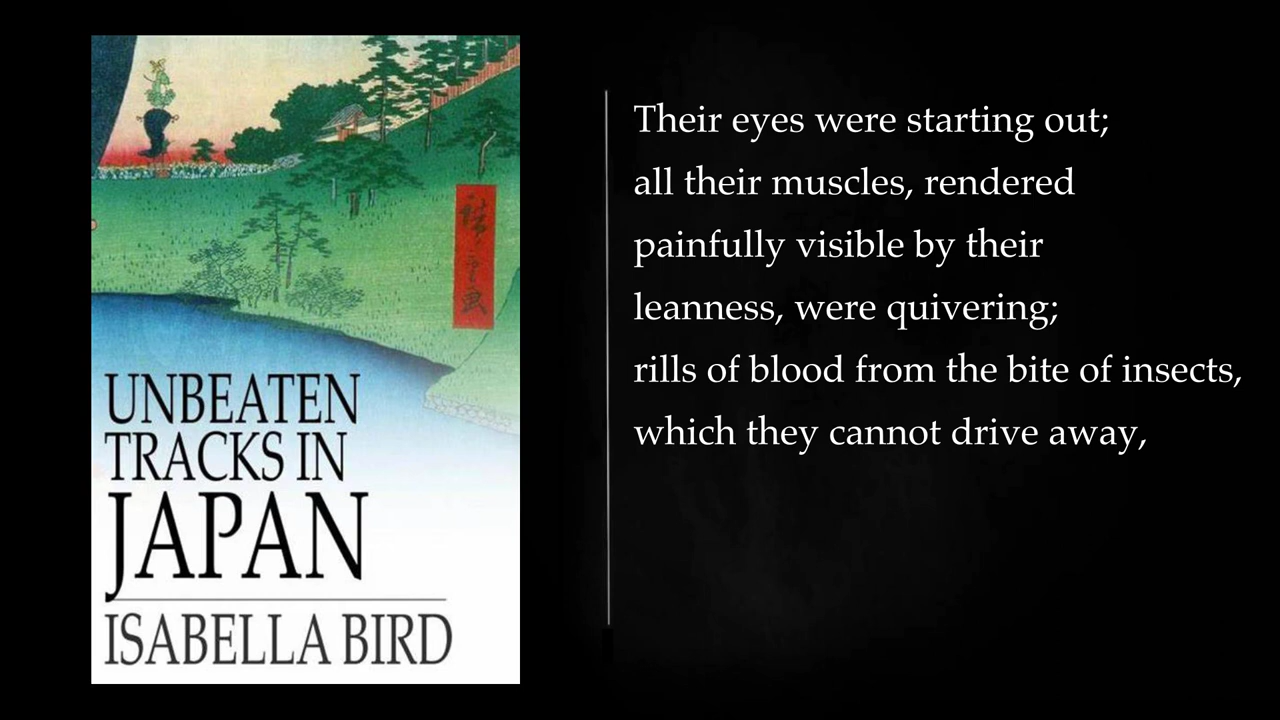 UNBEATEN
TRACKS IN
JAPAN
ISABELLA BIRD
Their eyes were starting out;
all their muscles, rendered
painfully visible by their
leanness, were quivering;
rills of blood from the bite of insects,
which they cannot drive away,